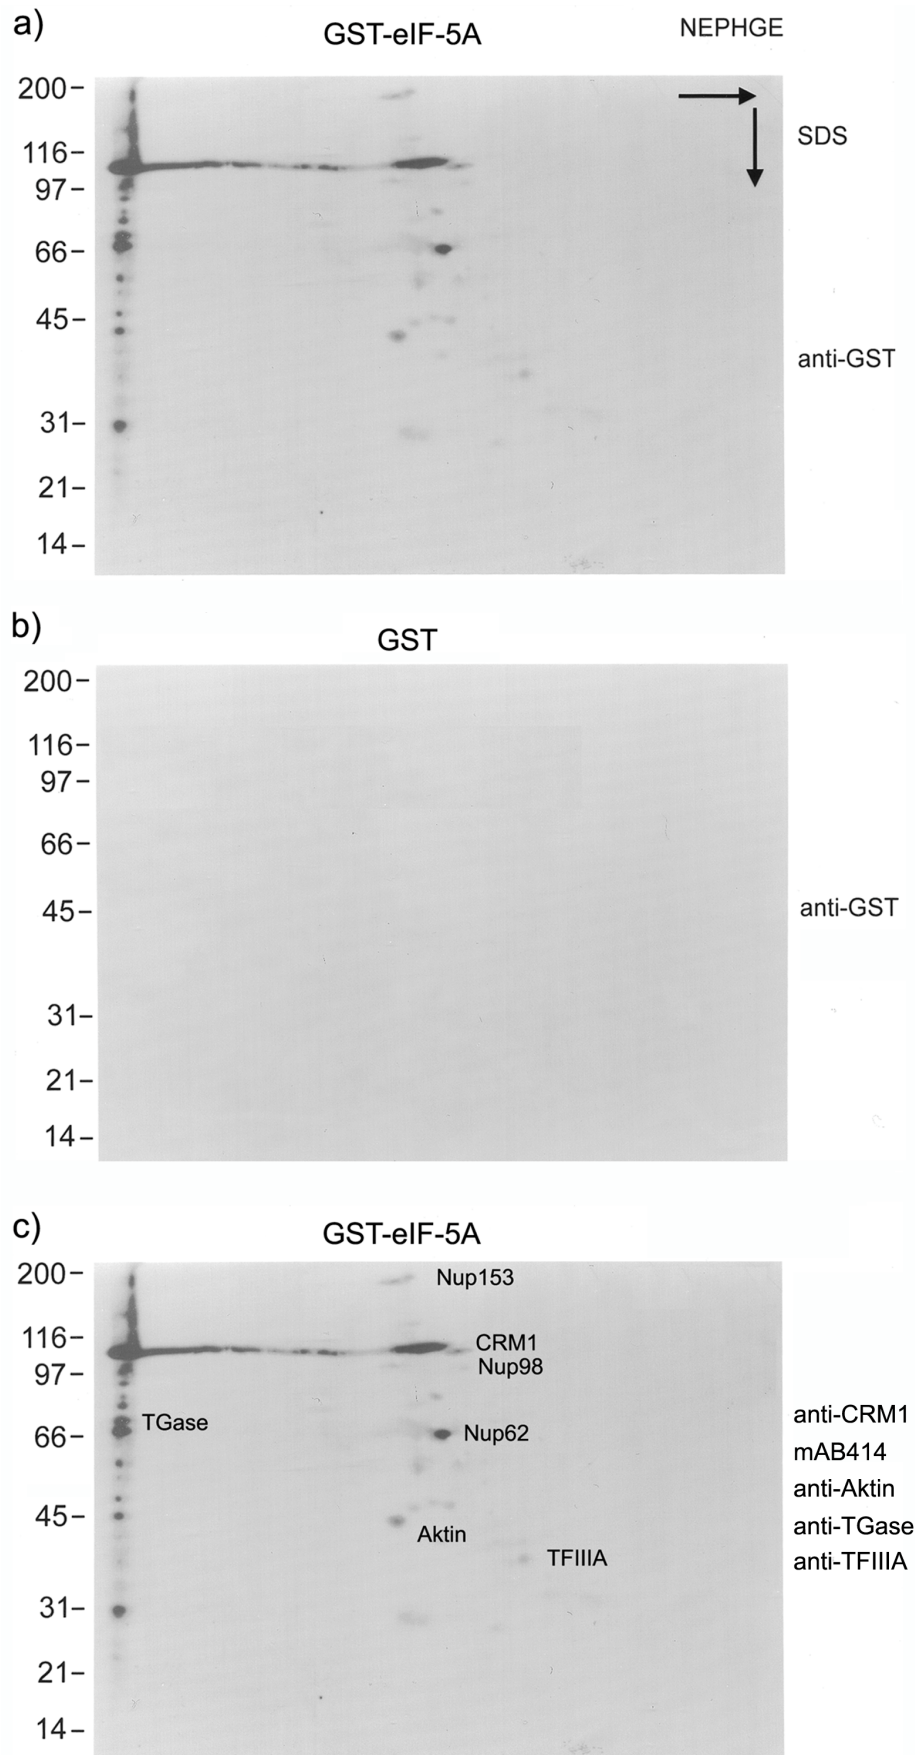 a)
GST-eIF-5A
NEPHGE
200
116
97
66
45
31
21
14
SDS
anti-GST
b)
GST
200
116
97
66
45
31
21
14
anti-GST
c)
GST-eIF-5A
200
116
97
66
45
31
21
14
Nup153
CRM1
Nup98
TGase
Nup62
Aktin
TFIIIA
anti-CRM1
mAB414
anti-Aktin
anti-TGase
anti-TFIIIA